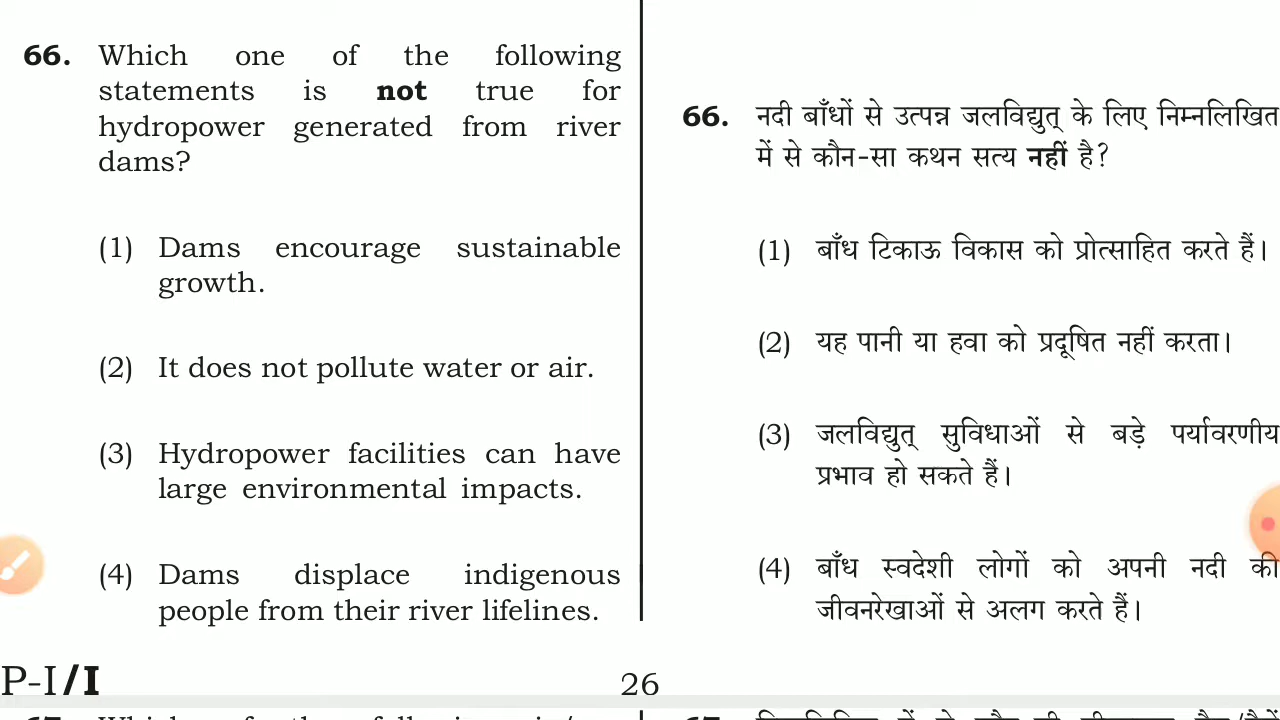 66. Which one of the following
statements is not true for
hydropower generated from river
dams?
(1) Dams encourage sustainable
growth.
(2) It does not pollute water or air.
(3) Hydropower facilities can have
large environmental impacts.
(4) Dams displace indigenous
people from their river lifelines.
66. नदी बाँधों से उत्पन्न जलविद्युत् के लिए निम्नलिखित
में से कौन-सा कथन सत्य नहीं है?
(1) बाँध टिकाऊ विकास को प्रोत्साहित करते हैं।
(2) यह पानी या हवा को प्रदूषित नहीं करता।
(3) जलविद्युत् सुविधाओं से बड़े पर्यावरणीय
प्रभाव हो सकते हैं।
(4) बाँध स्वदेशी लोगों को अपनी नदी की
जीवनरेखाओं से अलग करते हैं।
P-I/I
26